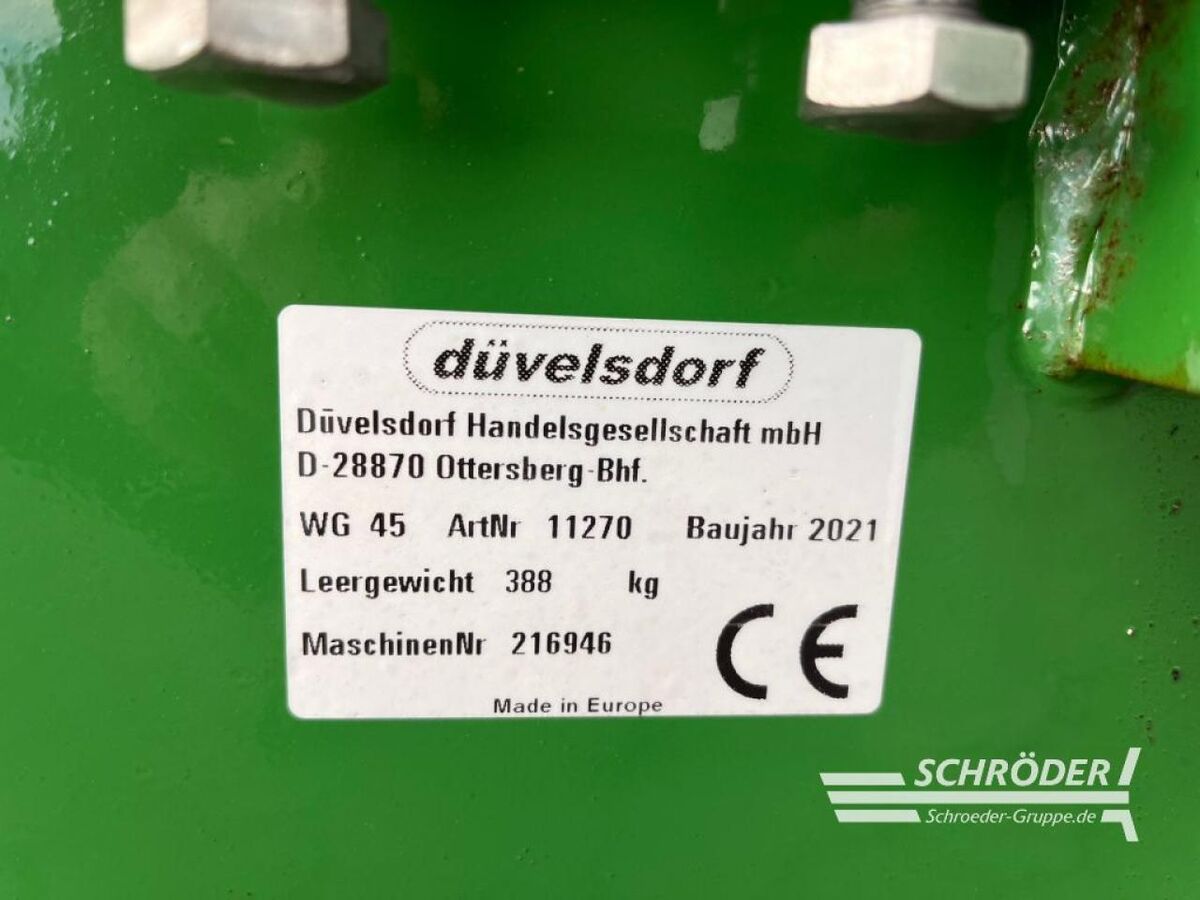 düvelsdorf
Düvelsdorf Handelsgesellschaft mbH
D-28870 Ottersberg-Bhf.
WG 45 ArtNr 11270 Baujahr 2021
Leergewicht 388 kg
MaschinenNr 216946
CE
Made in Europe
SCHRÖDER
Schroeder-Gruppe.de